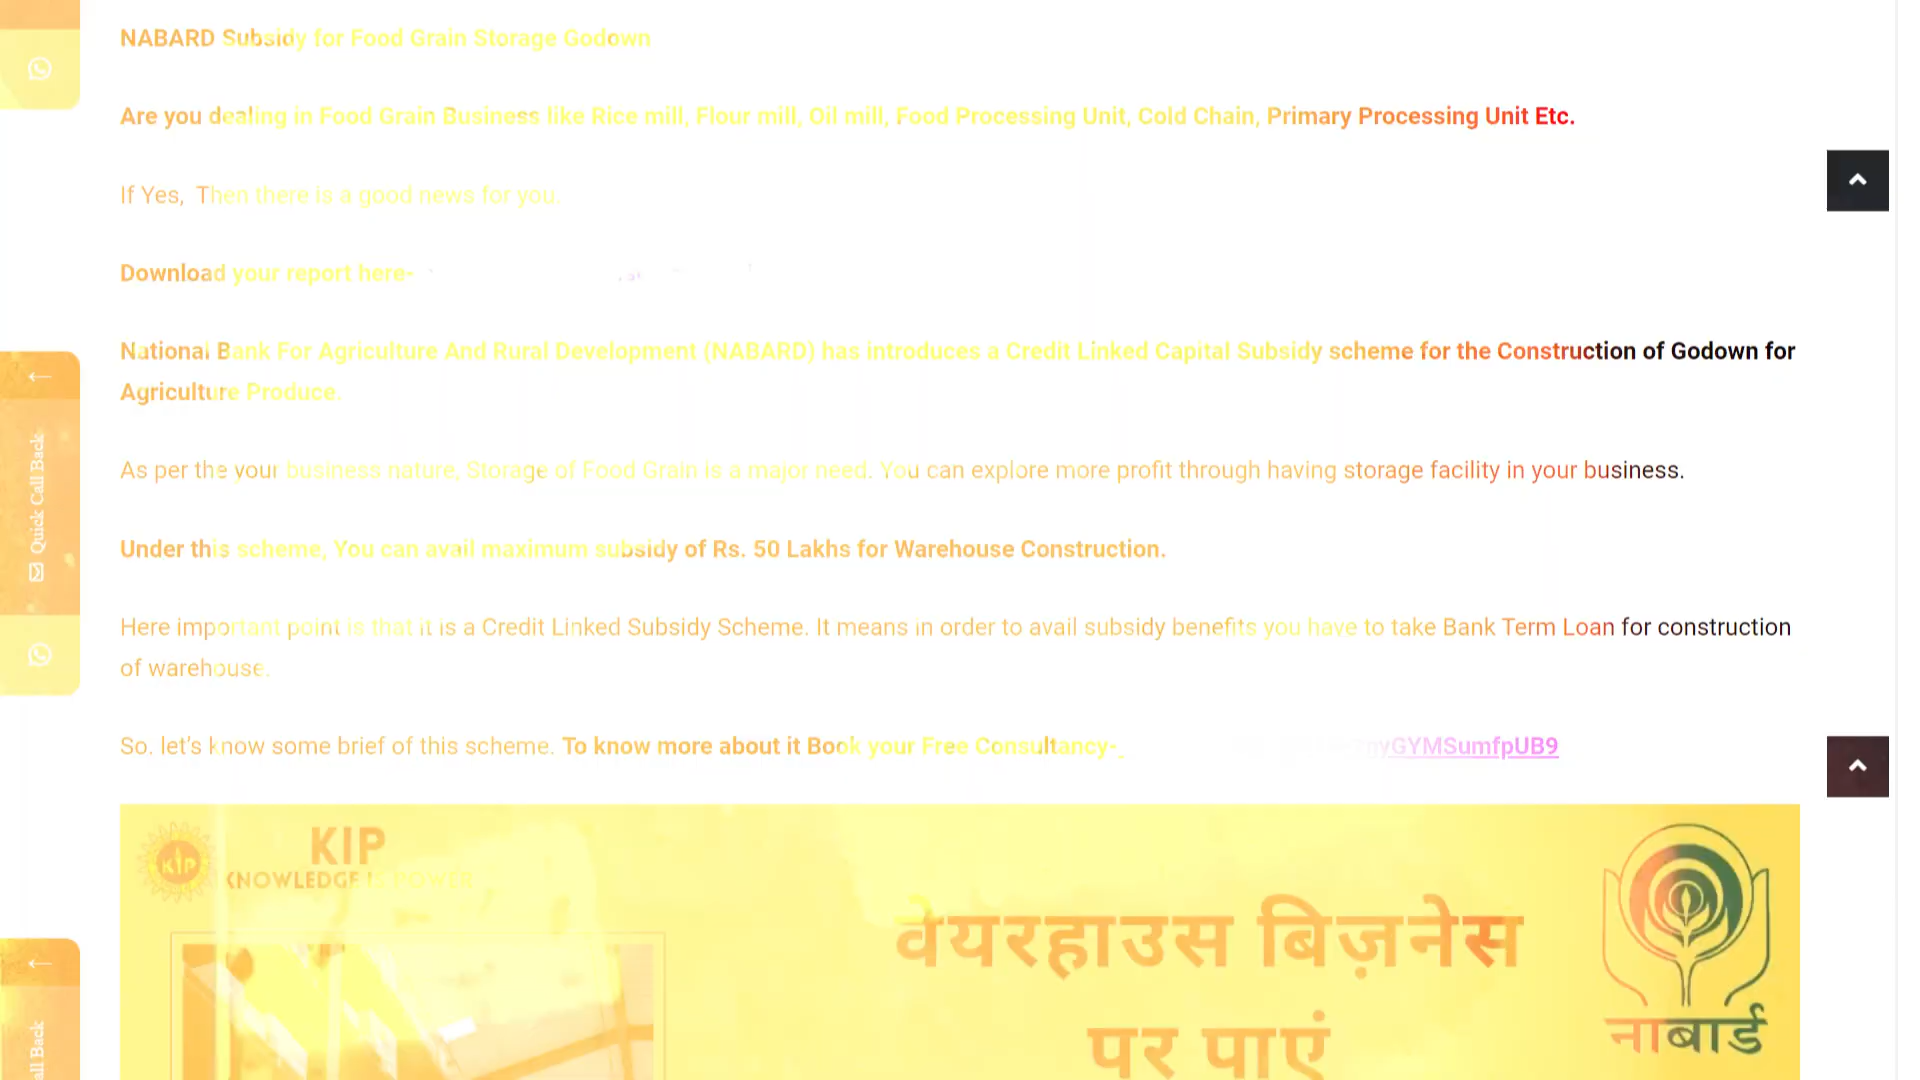 NABARD Subsidy for Food Grain Storage Godown
Are you dealing in Food Grain Business like Rice mill, Flour mill, Oil mill, Food Processing Unit, Cold Chain, Primary Processing Unit Etc.
If Yes, Then there is a good news for you.
Download your report here-
National Bank For Agriculture And Rural Development (NABARD) has introduces a Credit Linked Capital Subsidy scheme for the Construction of Godown for
Agriculture Produce.
Quick Call Back
As per the your business nature, Storage of Food Grain is a major need. You can explore more profit through having storage facility in your business.
Under this scheme, You can avail maximum subsidy of Rs. 50 Lakhs for Warehouse Construction.
Here important point is that it is a Credit Linked Subsidy Scheme. It means in order to avail subsidy benefits you have to take Bank Term Loan for construction
of warehouse.
So, let's know some brief of this scheme. To know more about it Book your Free Consultancy- yGYMSumfpUB9
KIP
KIP
KNOWLEDGE IS POWER
वेयरहाउस बिज़नेस
पर पाएं
नाबार्ड
all Back